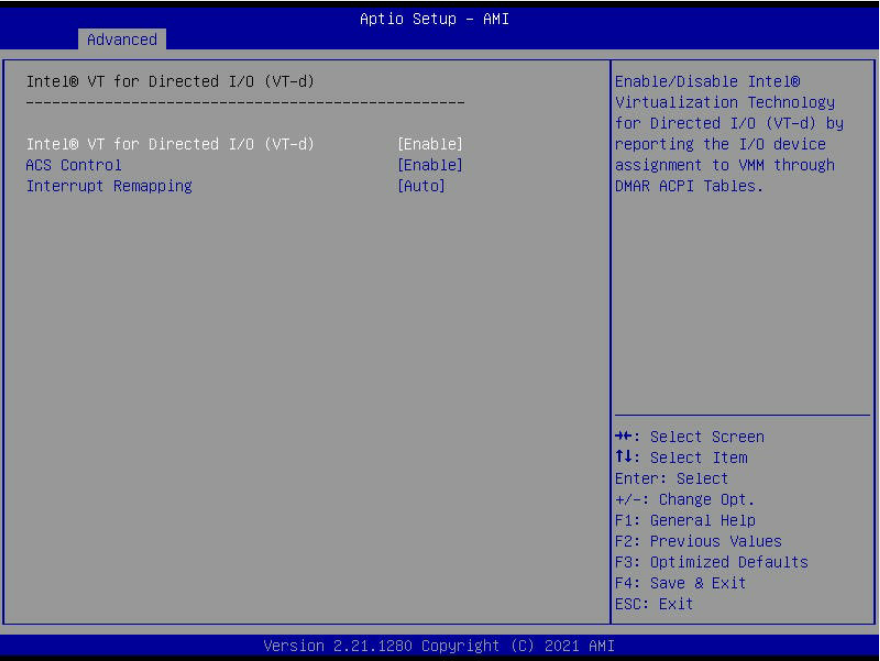 Aptio Setup – AMI
Advanced
Intel® VT for Directed I/O (VT-d)
--------------------------------------------------
Intel® VT for Directed I/O (VT-d) [Enable]
ACS Control [Enable]
Interrupt Remapping [Auto]
Enable/Disable Intel®
Virtualization Technology
for Directed I/O (VT-d) by
reporting the I/O device
assignment to VMM through
DMAR ACPI Tables.
→←: Select Screen
↑↓: Select Item
Enter: Select
+/-: Change Opt.
F1: General Help
F2: Previous Values
F3: Optimized Defaults
F4: Save & Exit
ESC: Exit
Version 2.21.1280 Copyright (C) 2021 AMI